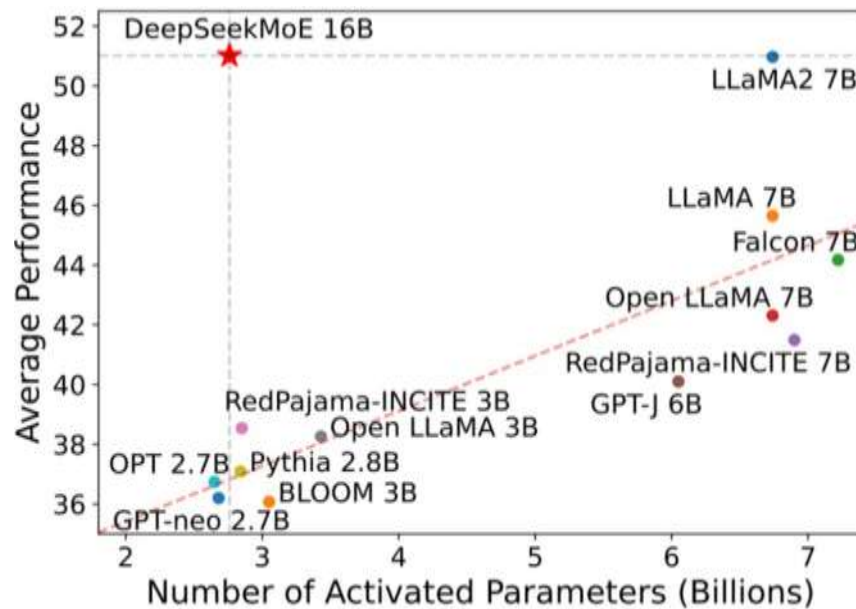 DeepSeekMoE 16B
52
50
48
46
44
42
40
38
36
Average Performance
LLaMA2 7B
LLaMA 7B
Falcon 7B
Open LLaMA 7B
RedPajama-INCITE 7B
GPT-J 6B
RedPajama-INCITE 3B
Open LLaMA 3B
OPT 2.7B
Pythia 2.8B
BLOOM 3B
GPT-neo 2.7B
2 3 4 5 6 7
Number of Activated Parameters (Billions)